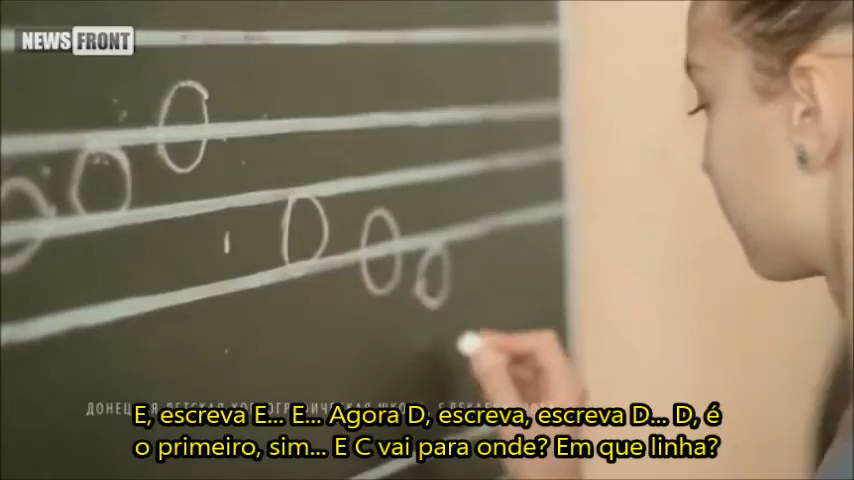 NEWS FRONT
E, escreva E... E... Agora D, escreva, escreva D... D, é
o primeiro, sim... E C vai para onde? Em que linha?